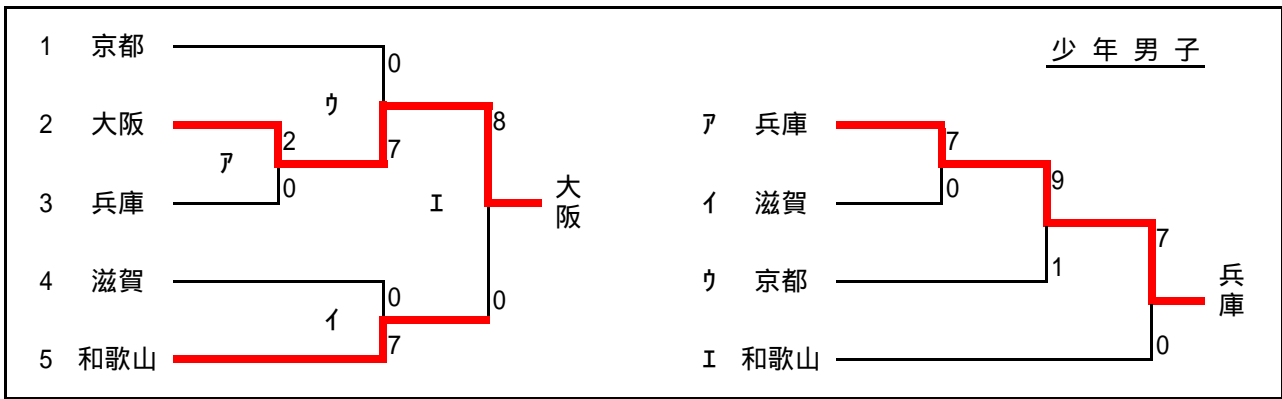 少年男子
1 京都
0
ウ
2 大阪
2
7
8
ア
0
3 兵庫
エ
大阪
4 滋賀
0
0
イ
7
5 和歌山
ア 兵庫
7
0
9
イ 滋賀
7
1
ウ 京都
兵庫
0
エ 和歌山